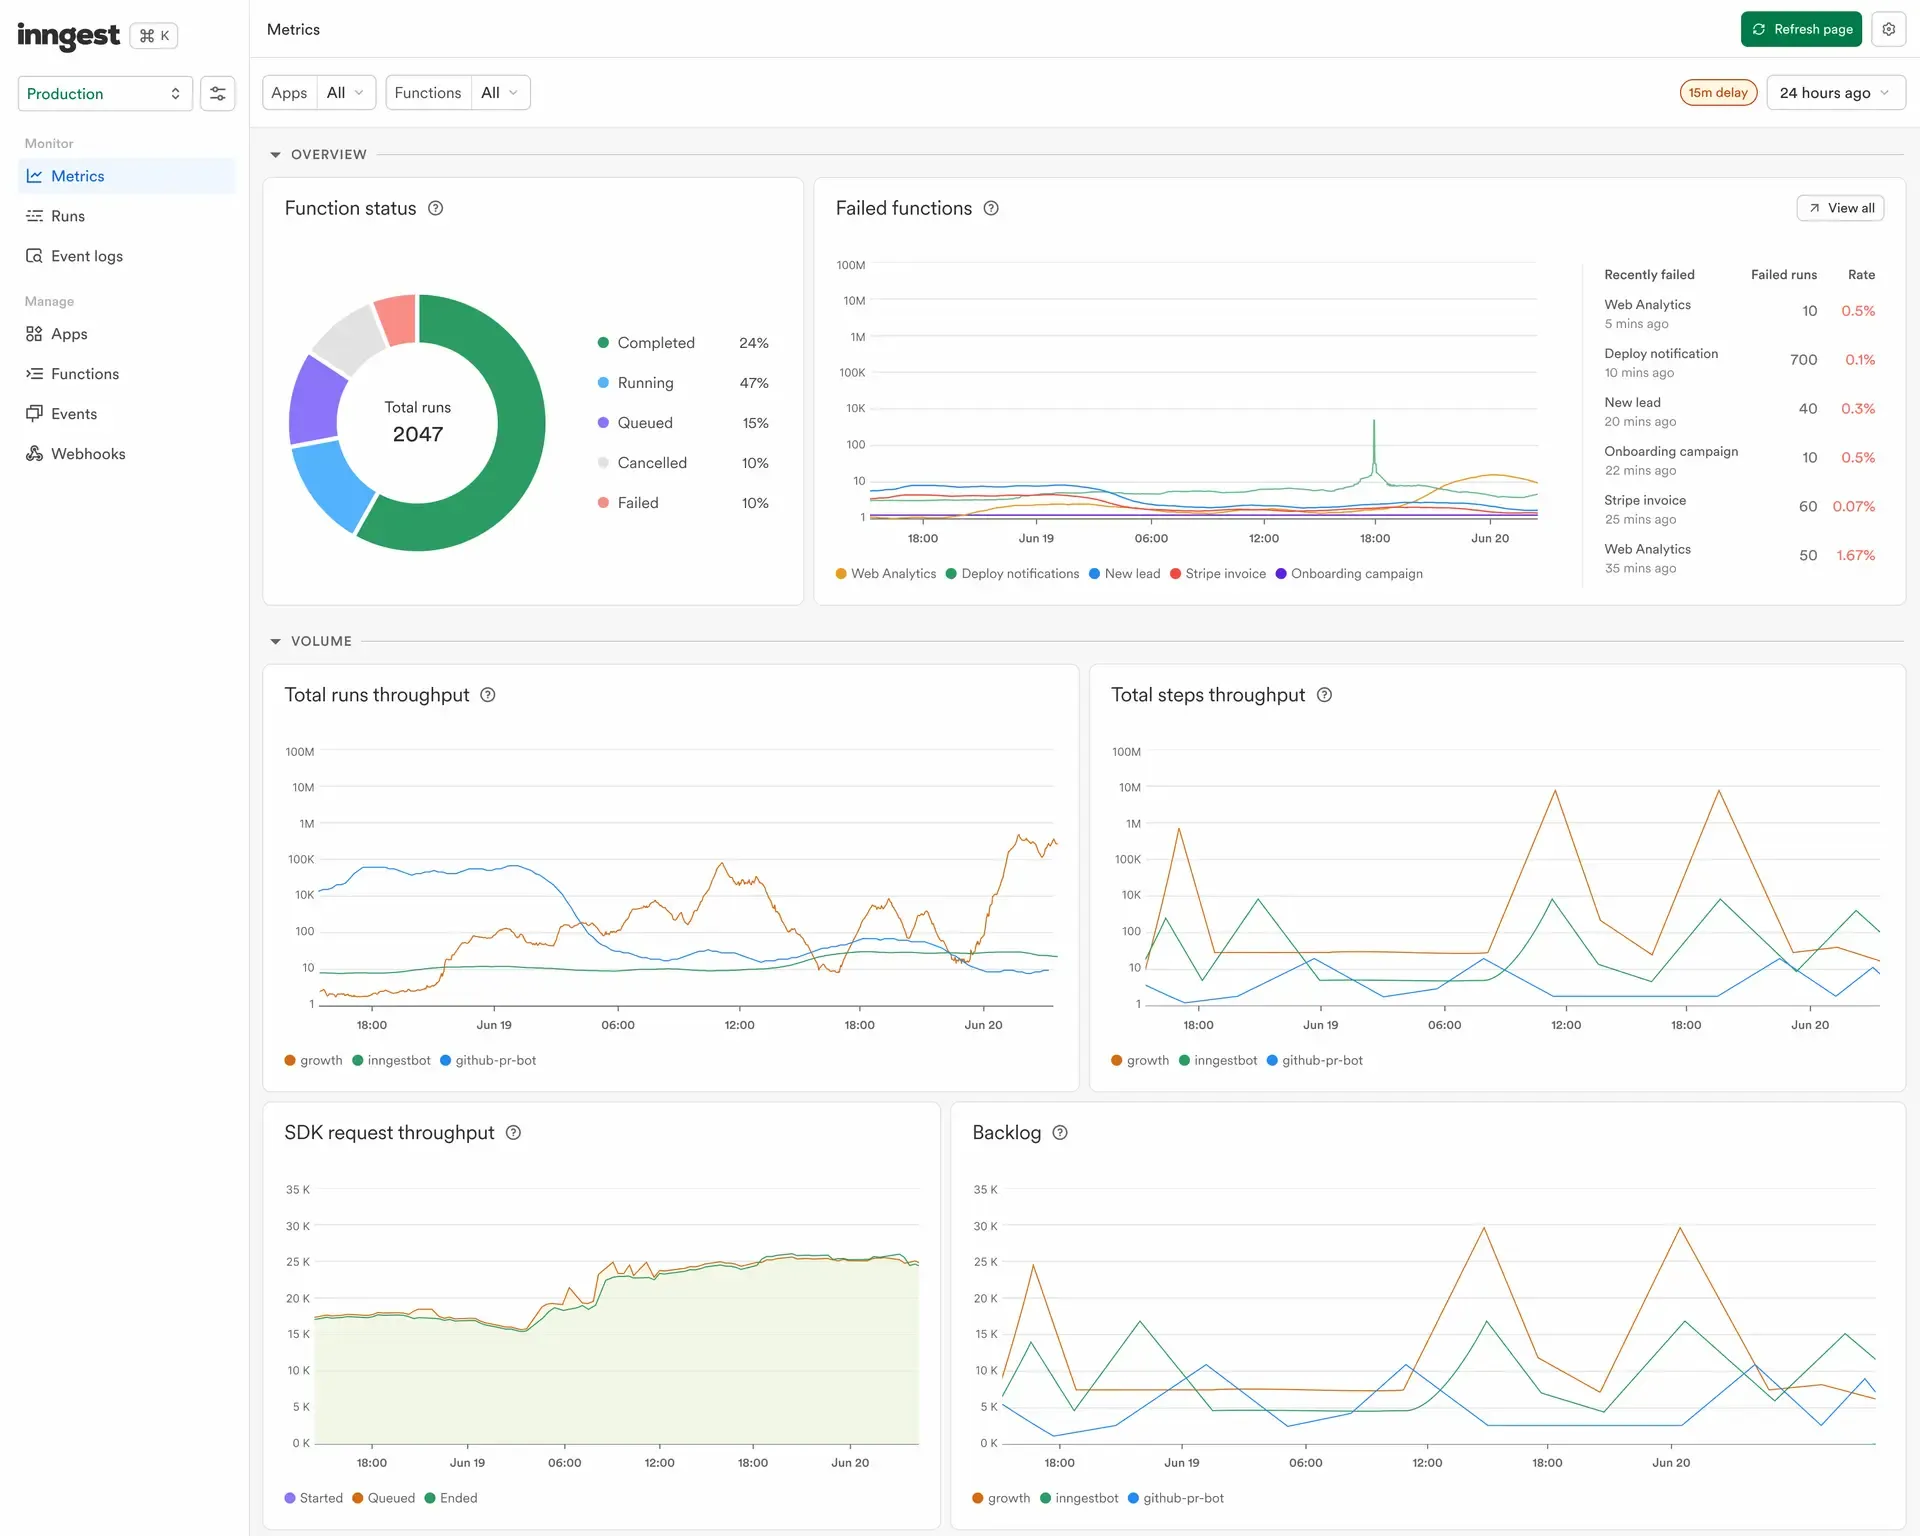 inngest
⌘ K
Production
Monitor
Metrics
Runs
Event logs
Manage
Apps
Functions
Events
Webhooks
Metrics
Refresh page
Apps All
Functions All
15m delay
24 hours ago
OVERVIEW
Function status
Total runs
2047
Completed 24%
Running 47%
Queued 15%
Cancelled 10%
Failed 10%
Failed functions
View all
100M
10M
1M
100K
10K
100
10
1
18:00 Jun 19 06:00 12:00 18:00 Jun 20
Web Analytics Deploy notifications New lead Stripe invoice Onboarding campaign
Recently failed Failed runs Rate
Web Analytics 10 0.5%
5 mins ago
Deploy notification 700 0.1%
10 mins ago
New lead 40 0.3%
20 mins ago
Onboarding campaign 10 0.5%
22 mins ago
Stripe invoice 60 0.07%
25 mins ago
Web Analytics 50 1.67%
35 mins ago
VOLUME
Total runs throughput
100M
10M
1M
100K
10K
100
10
1
18:00 Jun 19 06:00 12:00 18:00 Jun 20
growth inngestbot github-pr-bot
Total steps throughput
100M
10M
1M
100K
10K
100
10
1
18:00 Jun 19 06:00 12:00 18:00 Jun 20
growth inngestbot github-pr-bot
SDK request throughput
35 K
30 K
25 K
20 K
15 K
10 K
5 K
0 K
18:00 Jun 19 06:00 12:00 18:00 Jun 20
Started Queued Ended
Backlog
35 K
30 K
25 K
20 K
15 K
10 K
5 K
0 K
18:00 Jun 19 06:00 12:00 18:00 Jun 20
growth inngestbot github-pr-bot